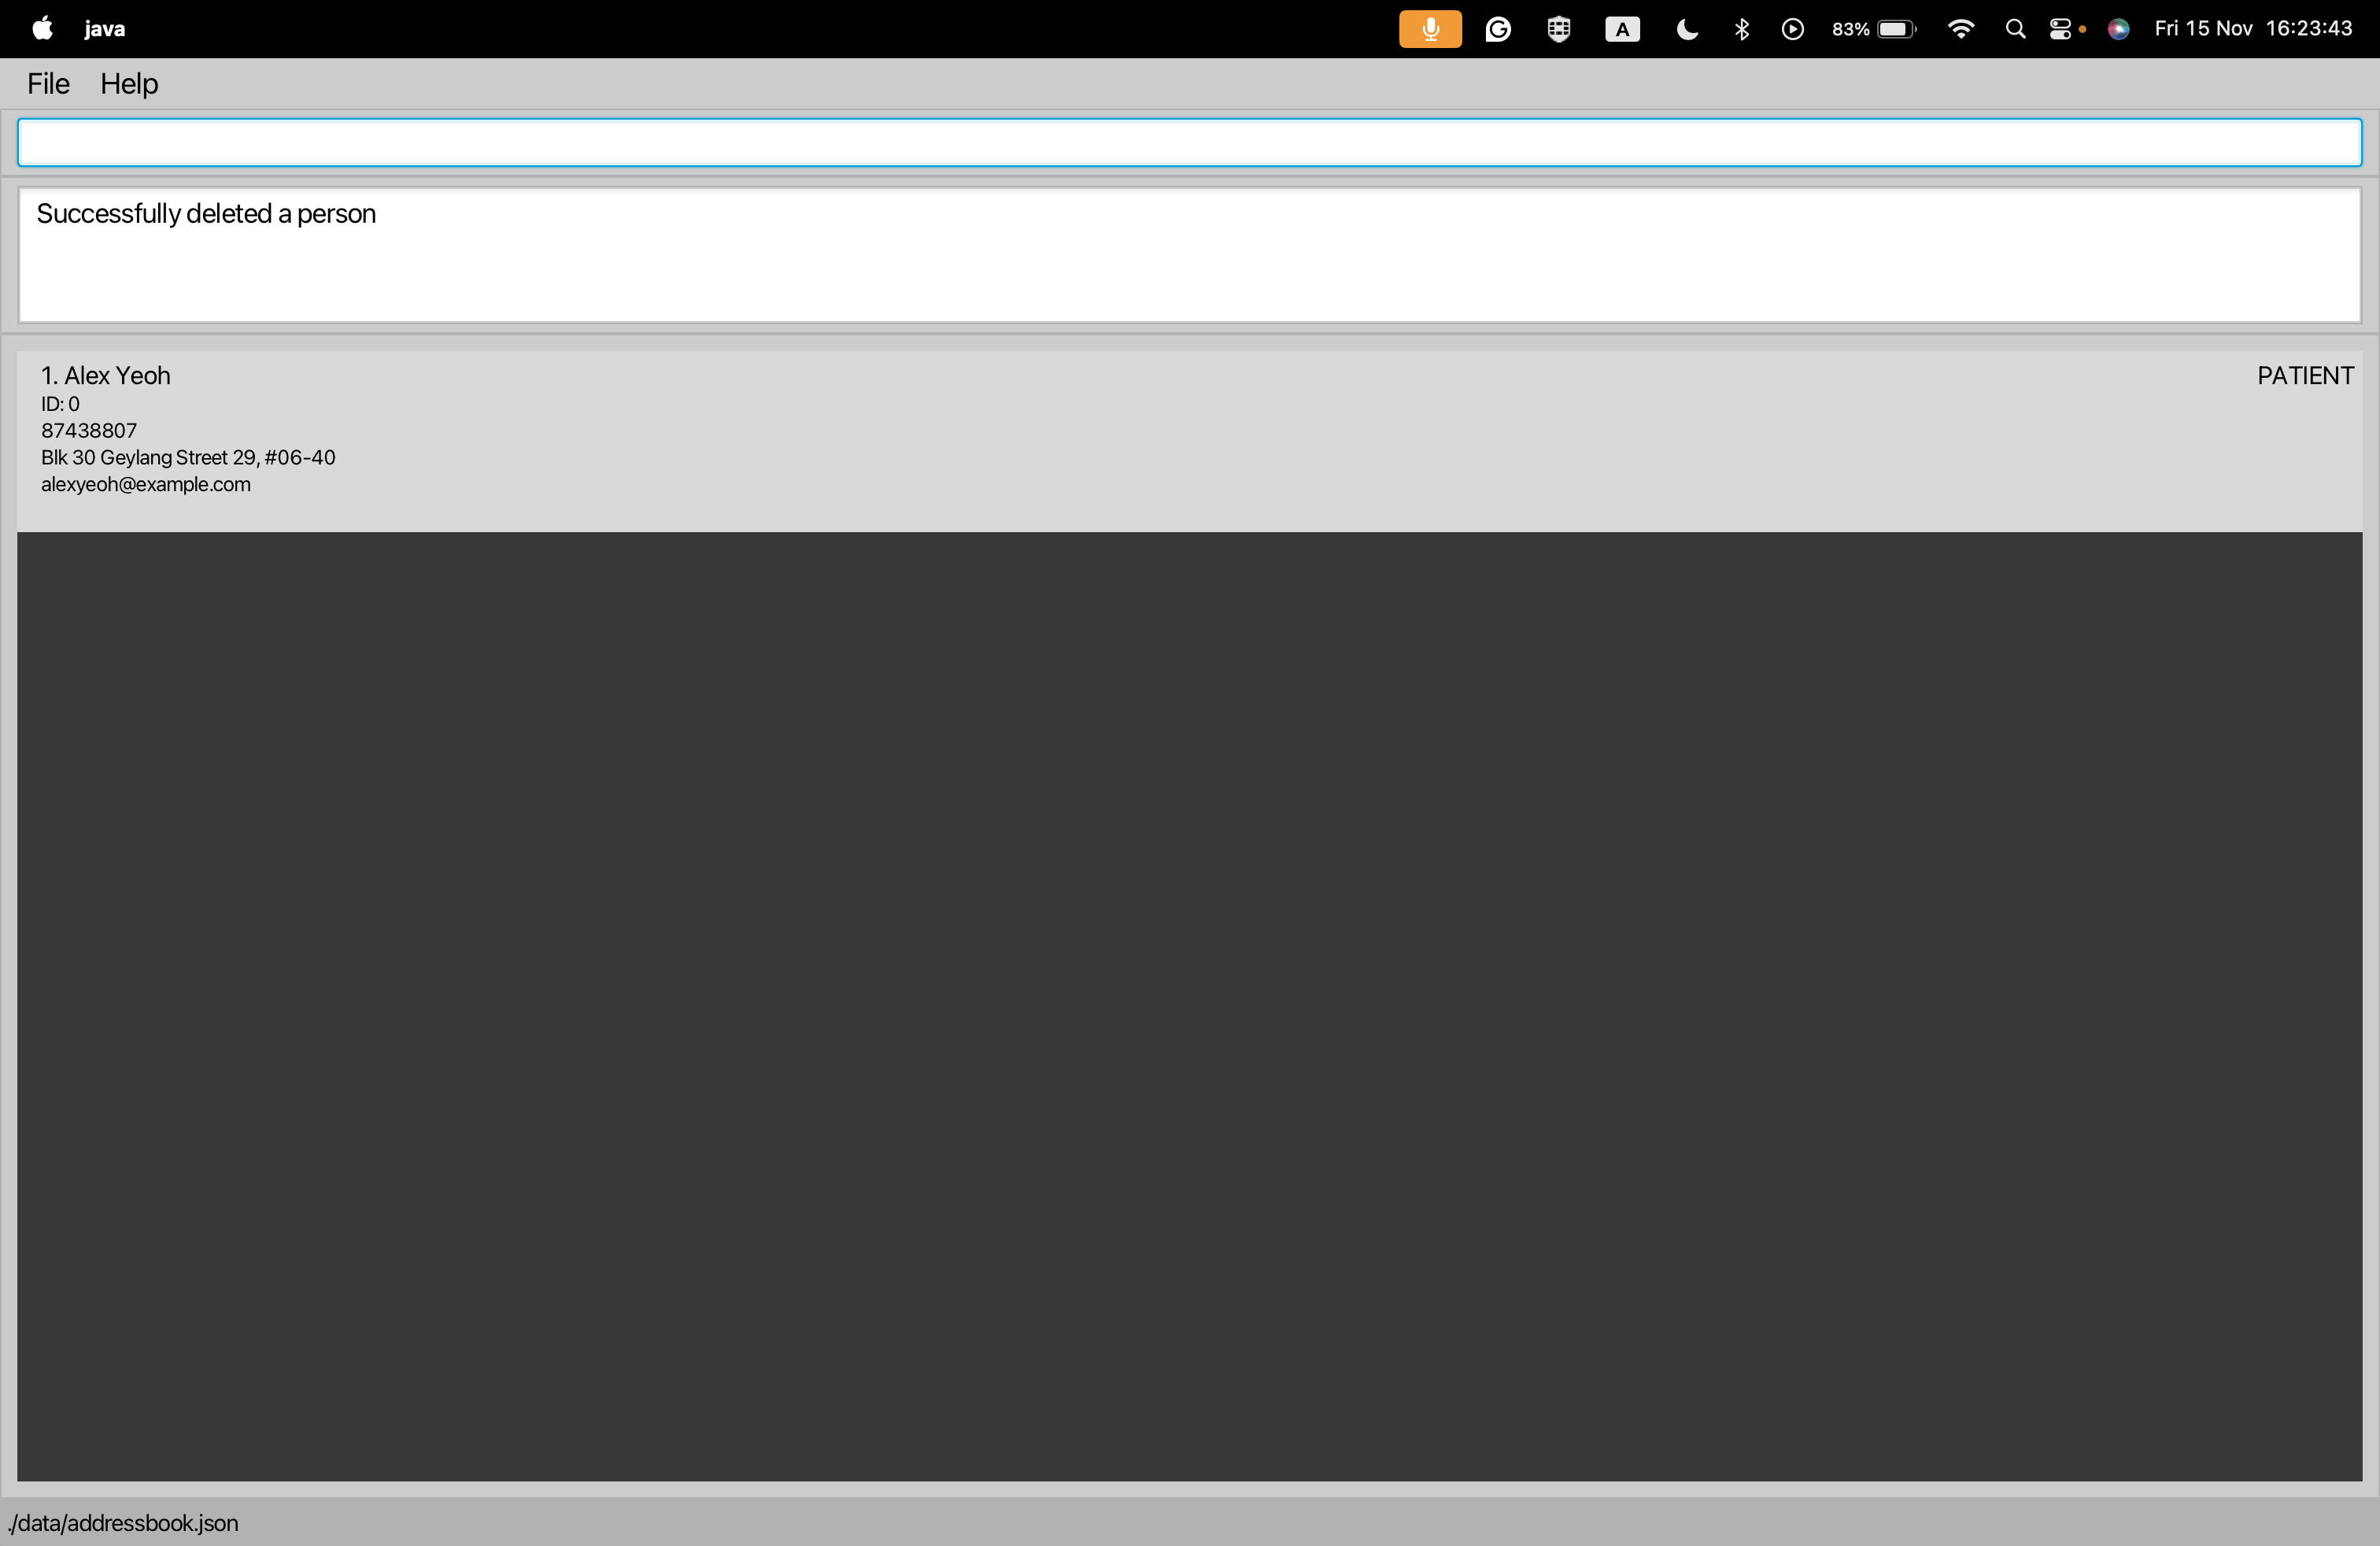 java
A
83%
Fri 15 Nov 16:23:43
File Help
Successfully deleted a person
1. Alex Yeoh
PATIENT
ID: 0
87438807
Blk 30 Geylang Street 29, #06-40
alexyeoh@example.com
./data/addressbook.json